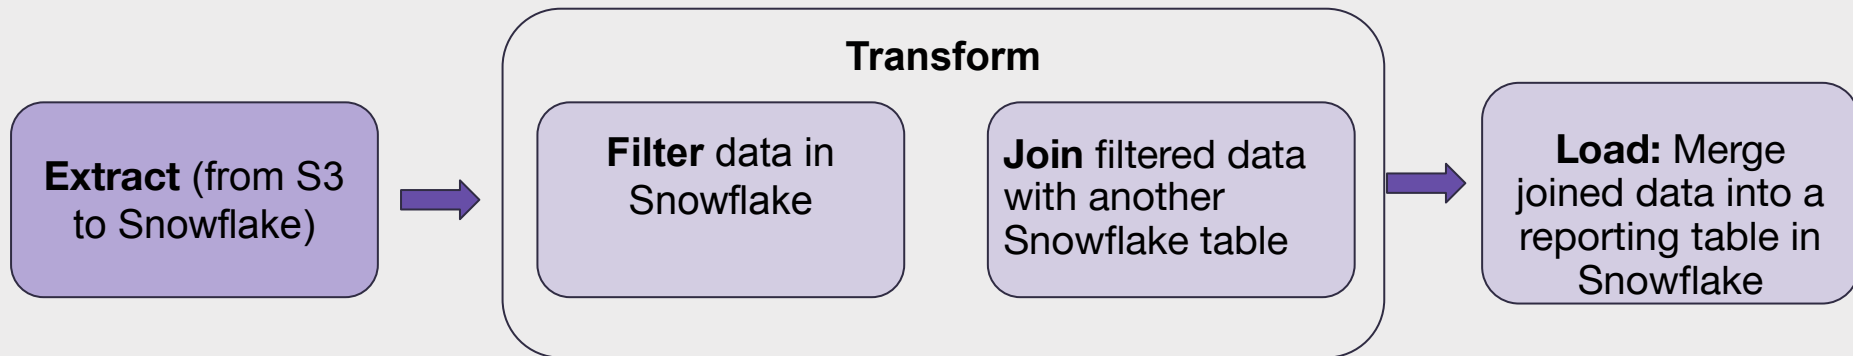 Transform
Extract (from S3
to Snowflake)
Filter data in
Snowflake
Join filtered data
with another
Snowflake table
Load: Merge
joined data into a
reporting table in
Snowflake